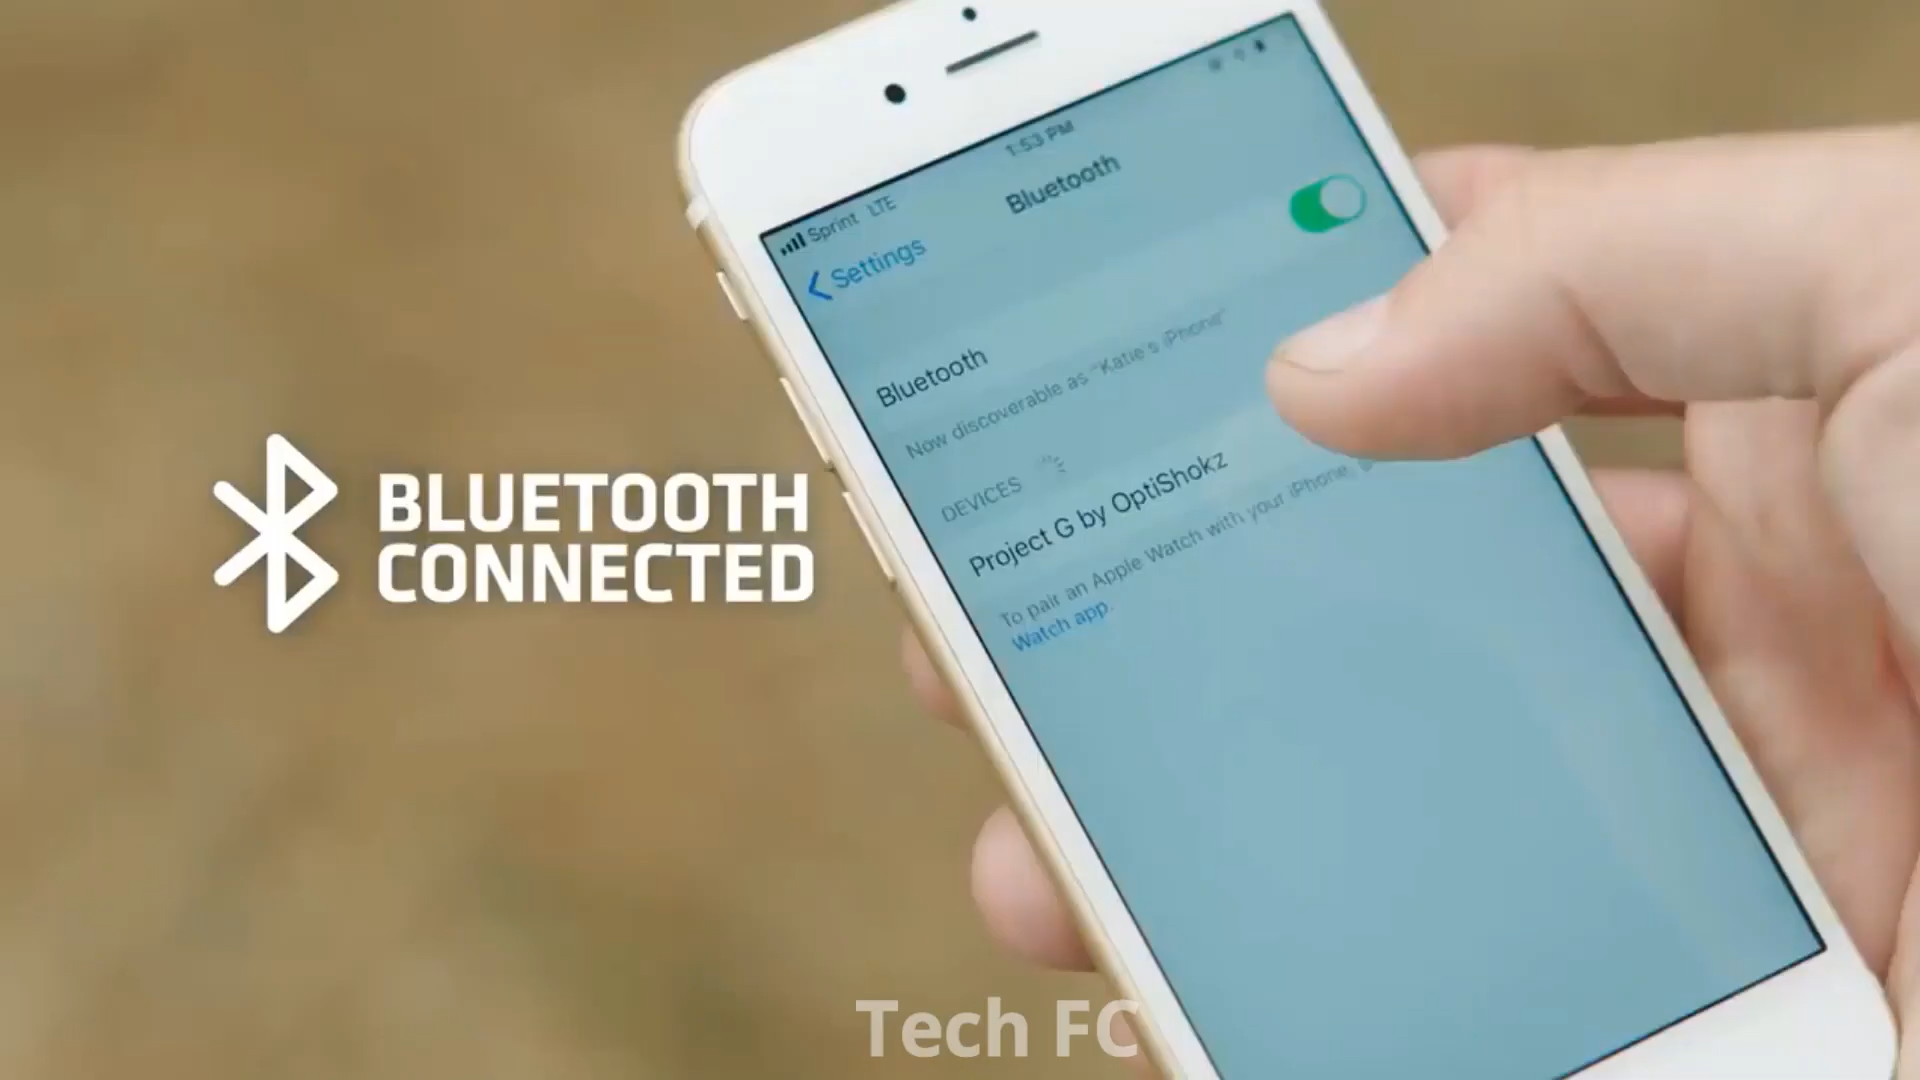 1:53 PM
Sprint LTE
Bluetooth
Settings
Bluetooth
Now discoverable as "Katie's iPhone"
DEVICES
Project G by OptiShokz
To pair an Apple Watch with your iPhone,
Watch app.
BLUETOOTH
CONNECTED
Tech FC